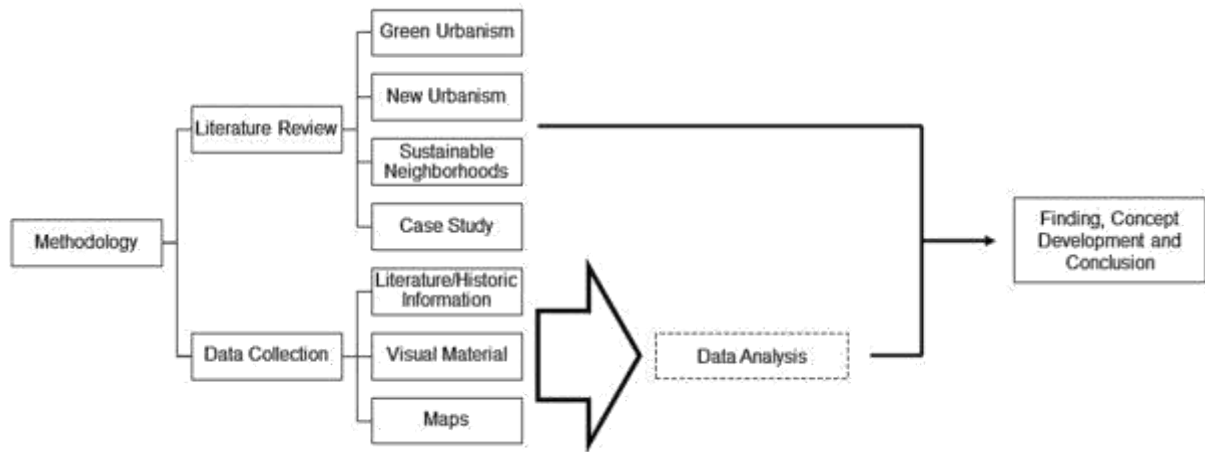 Green Urbanism
New Urbanism
Literature Review
Sustainable
Neighborhoods
Case Study
Methodology
Finding, Concept
Development and
Conclusion
Literature/Historic
Information
Data Collection
Visual Material
Data Analysis
Maps